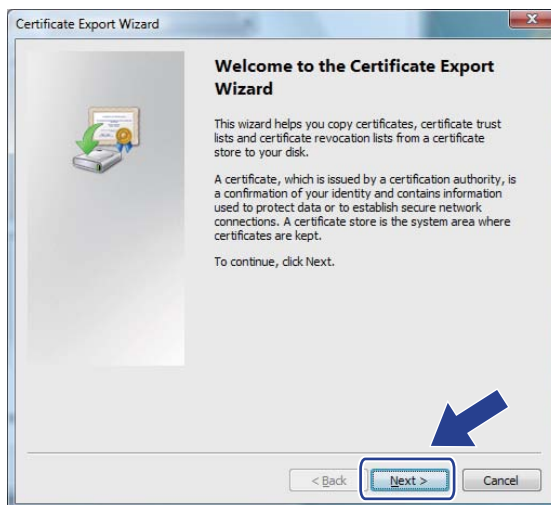 Certificate Export Wizard
Welcome to the Certificate Export
Wizard
This wizard helps you copy certificates, certificate trust
lists and certificate revocation lists from a certificate
store to your disk.
A certificate, which is issued by a certification authority, is
a confirmation of your identity and contains information
used to protect data or to establish secure network
connections. A certificate store is the system area where
certificates are kept.
To continue, click Next.
< Back Next > Cancel